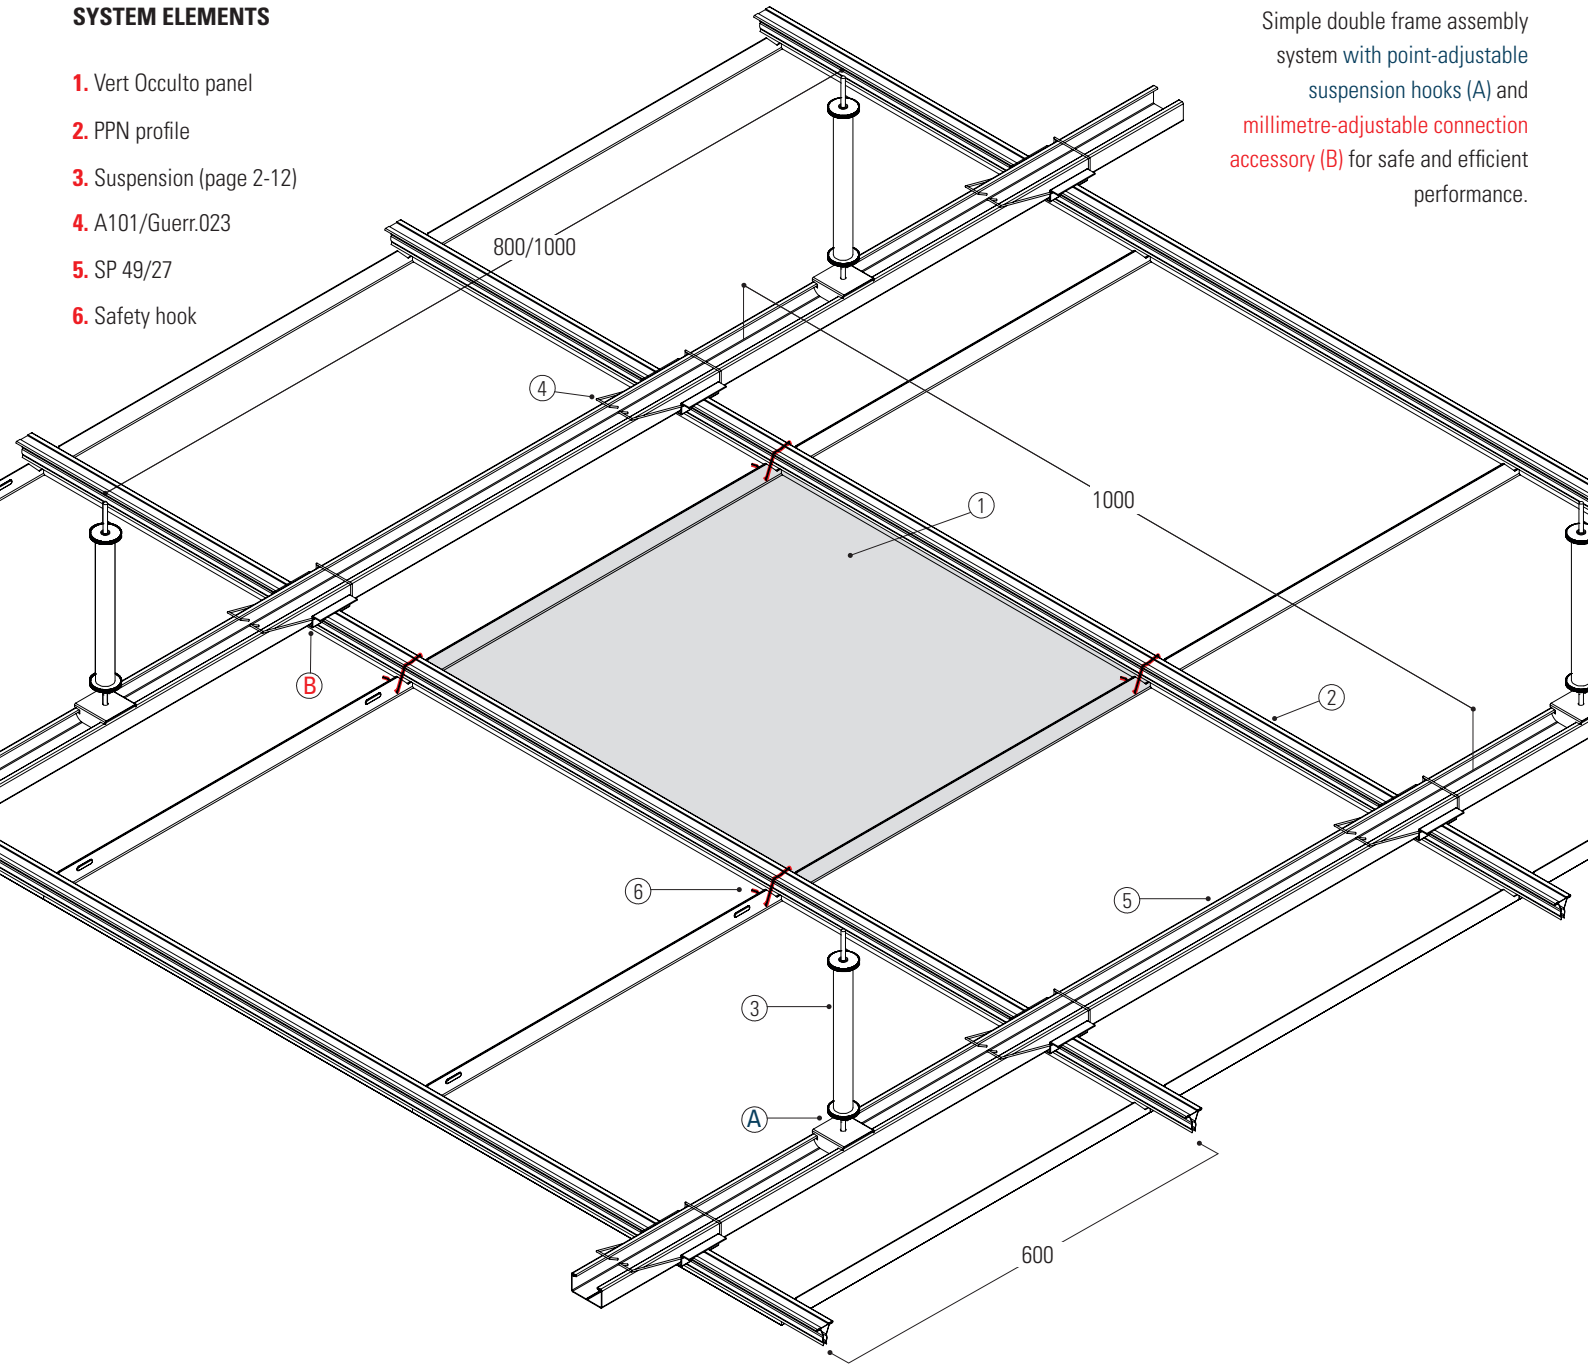 SYSTEM ELEMENTS
1. Vert Occulto panel
2. PPN profile
3. Suspension (page 2-12)
4. A101/Guerr.023
5. SP 49/27
6. Safety hook
Simple double frame assembly
system with point-adjustable
suspension hooks (A) and
millimetre-adjustable connection
accessory (B) for safe and efficient
performance.
800/1000
4
1
1000
B
2
6
5
3
A
600